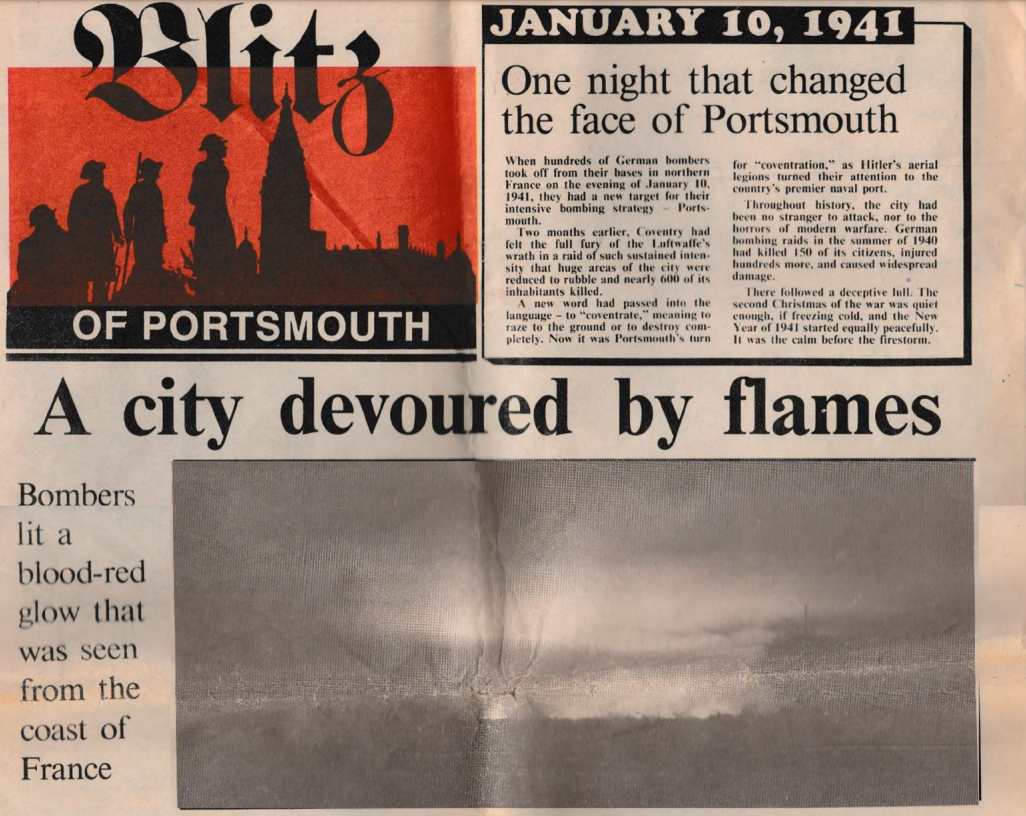 Blitz
OF PORTSMOUTH
JANUARY 10, 1941
One night that changed
the face of Portsmouth
When hundreds of German bombers
took off from their bases in northern
France on the evening of January 10,
1941, they had a new target for their
intensive bombing strategy – Ports-
mouth.
Two months earlier, Coventry had
felt the full fury of the Luftwaffe's
wrath in a raid of such sustained inten-
sity that huge areas of the city were
reduced to rubble and nearly 600 of its
inhabitants killed.
A new word had passed into the
language – to “coventrate,” meaning to
raze to the ground or to destroy com-
pletely. Now it was Portsmouth's turn
for “coventration,” as Hitler's aerial
legions turned their attention to the
country's premier naval port.
Throughout history, the city had
been no stranger to attack, nor to the
horrors of modern warfare. German
bombing raids in the summer of 1940
had killed 150 of its citizens, injured
hundreds more, and caused widespread
damage.
There followed a deceptive lull. The
second Christmas of the war was quiet
enough, if freezing cold, and the New
Year of 1941 started equally peacefully.
It was the calm before the firestorm.
A city devoured by flames
Bombers
lit a
blood-red
glow that
was seen
from the
coast of
France